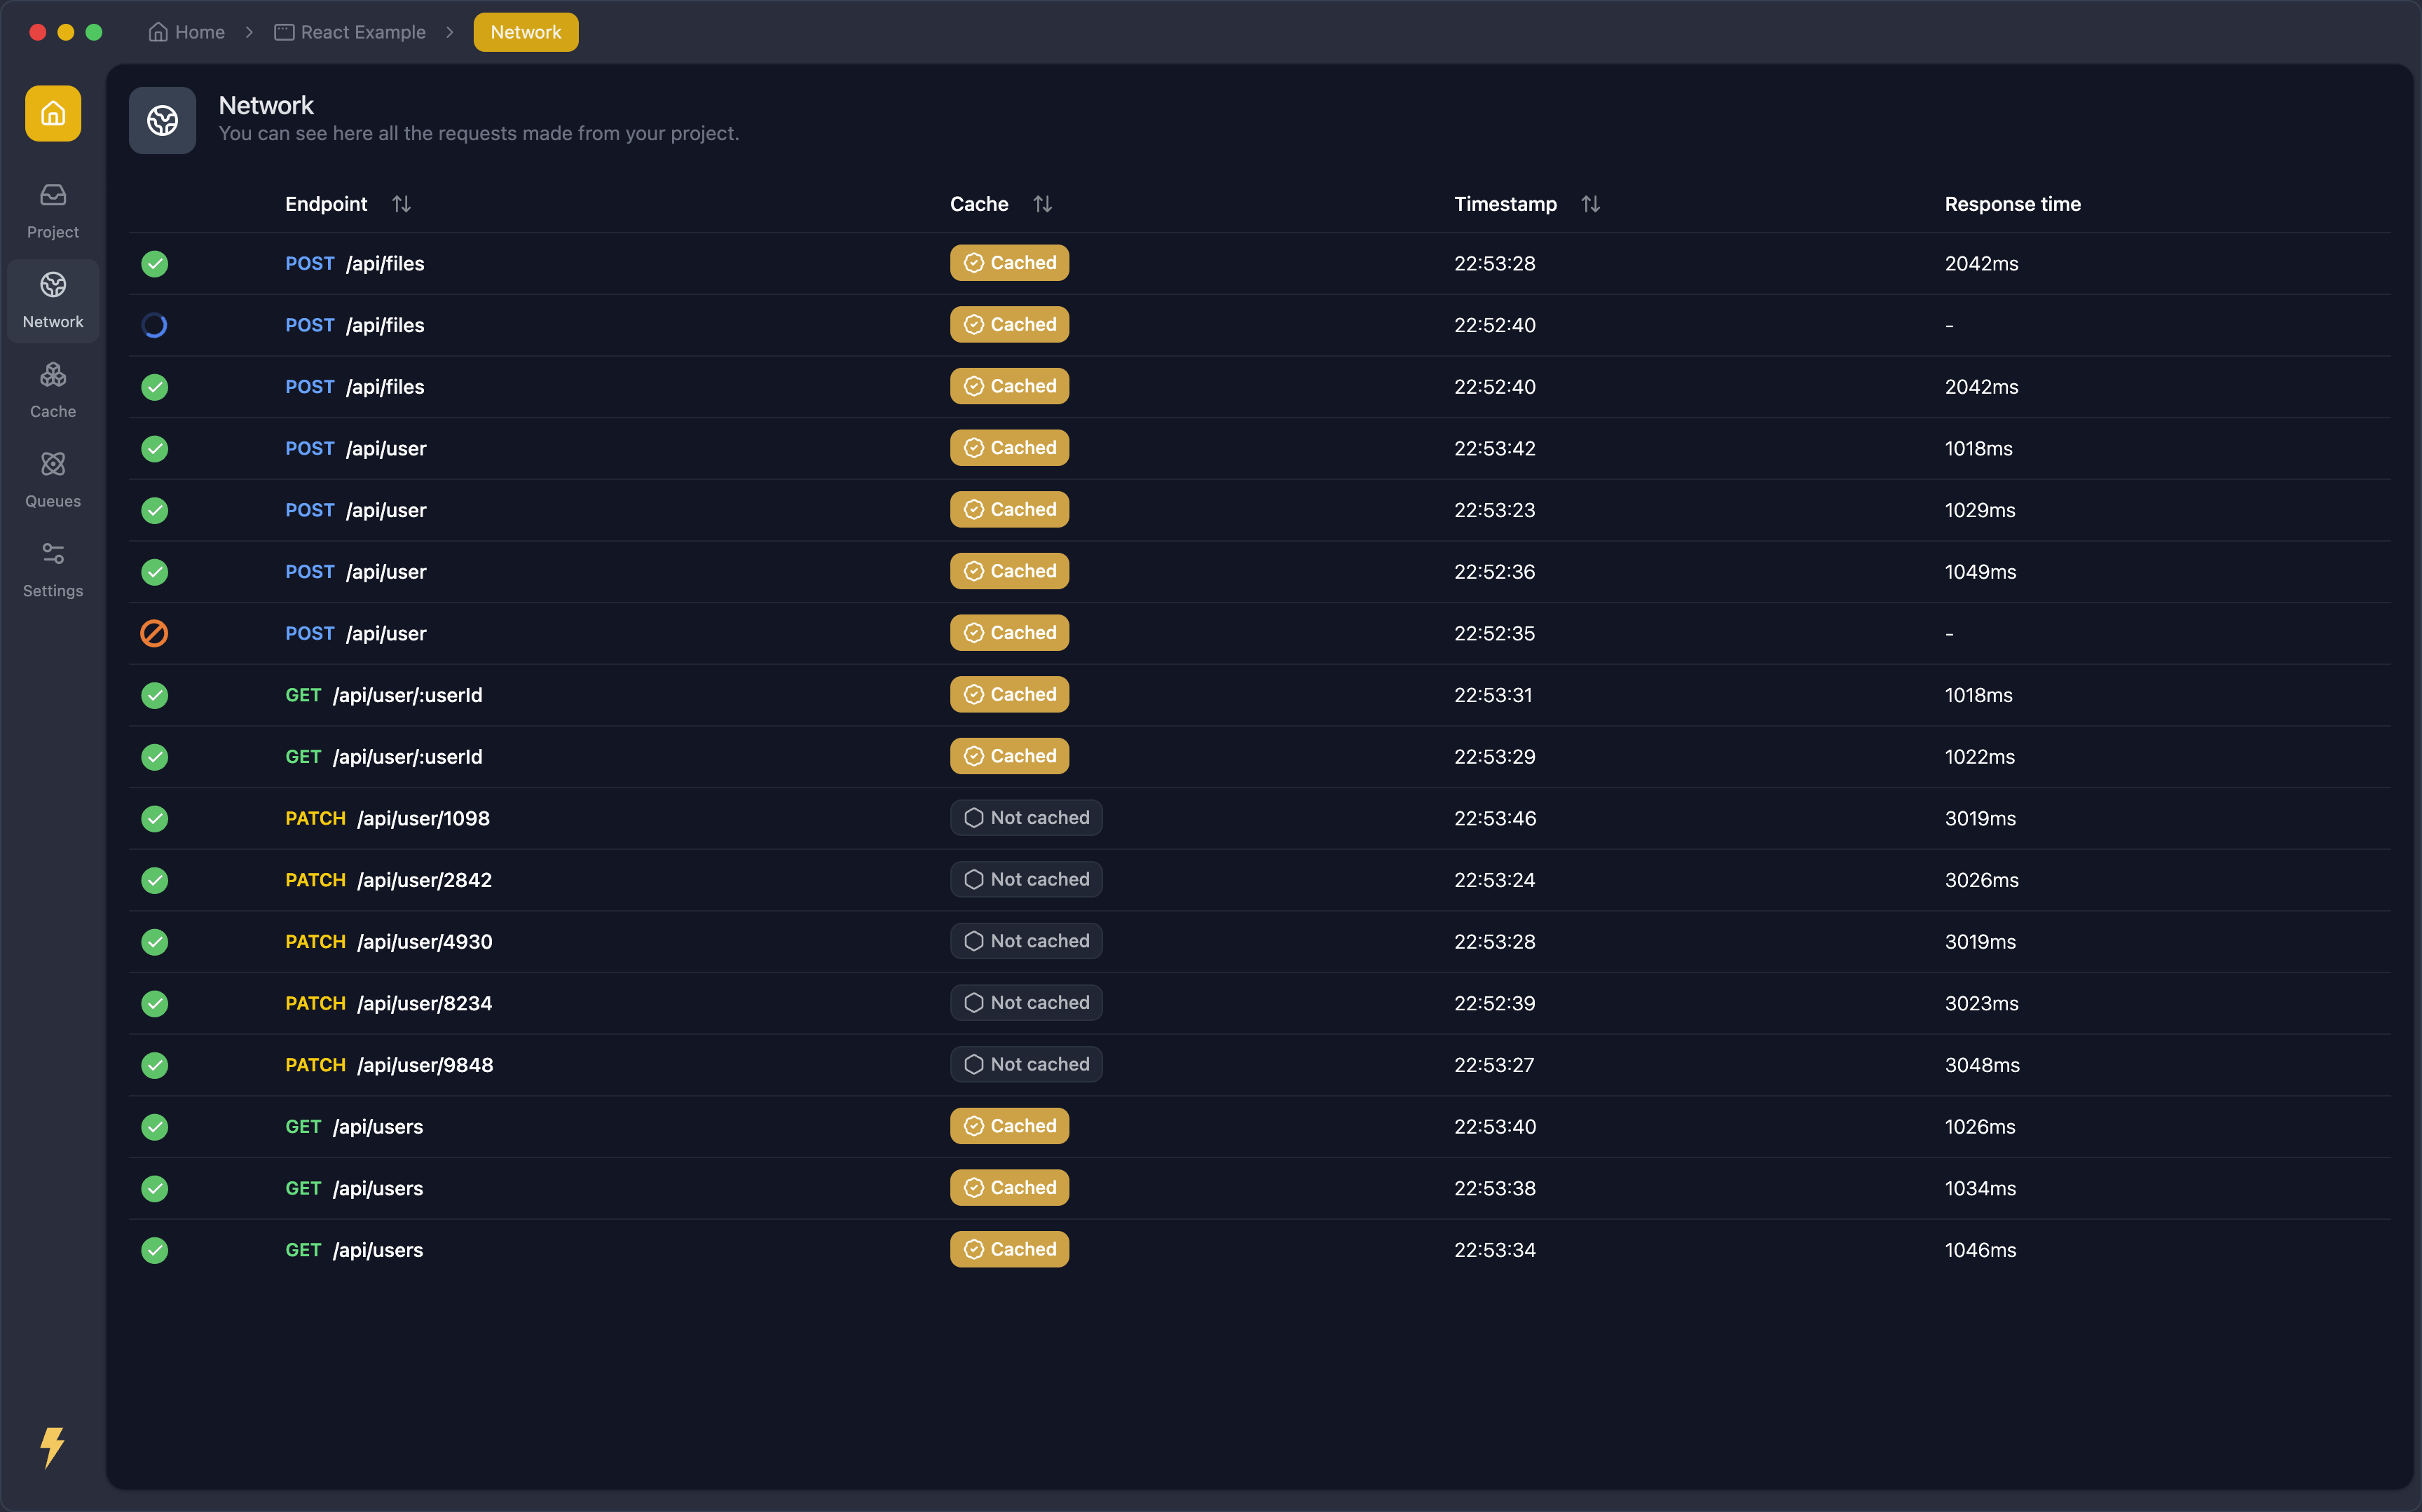 Home > React Example > Network
Project
Network
Cache
Queues
Settings
Network
You can see here all the requests made from your project.
Endpoint Cache Timestamp Response time
POST /api/files Cached 22:53:28 2042ms
POST /api/files Cached 22:52:40 -
POST /api/files Cached 22:52:40 2042ms
POST /api/user Cached 22:53:42 1018ms
POST /api/user Cached 22:53:23 1029ms
POST /api/user Cached 22:52:36 1049ms
POST /api/user Cached 22:52:35 -
GET /api/user/:userId Cached 22:53:31 1018ms
GET /api/user/:userId Cached 22:53:29 1022ms
PATCH /api/user/1098 Not cached 22:53:46 3019ms
PATCH /api/user/2842 Not cached 22:53:24 3026ms
PATCH /api/user/4930 Not cached 22:53:28 3019ms
PATCH /api/user/8234 Not cached 22:52:39 3023ms
PATCH /api/user/9848 Not cached 22:53:27 3048ms
GET /api/users Cached 22:53:40 1026ms
GET /api/users Cached 22:53:38 1034ms
GET /api/users Cached 22:53:34 1046ms